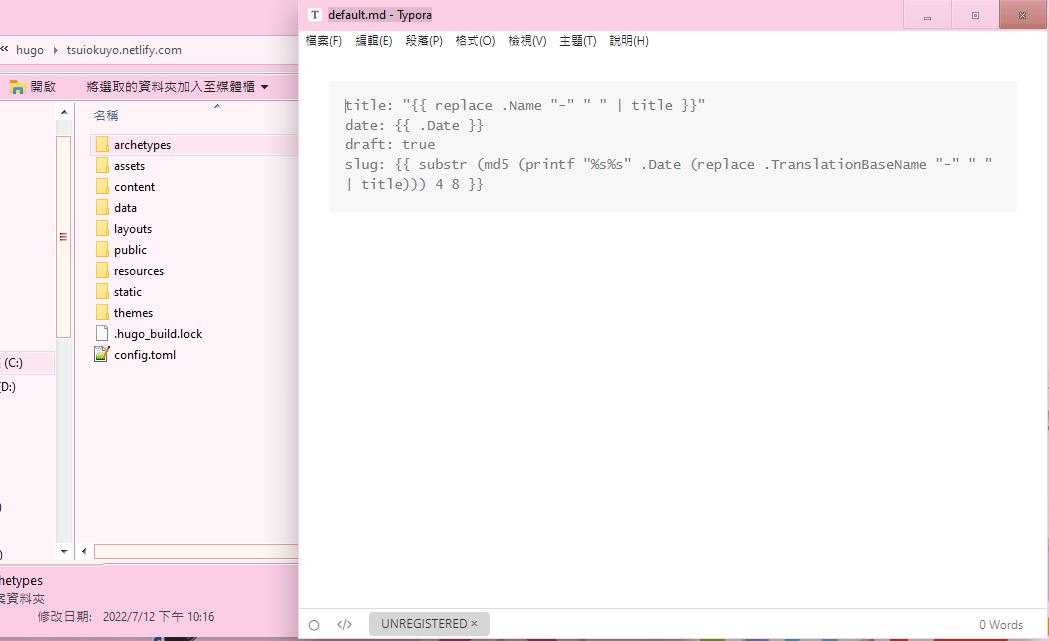 « hugo › tsuiokuyo.netlify.com
開啟 將選取的資料夾加入至媒體櫃
名稱
archetypes
assets
content
data
layouts
public
resources
static
themes
.hugo_build.lock
config.toml
(C:)
D:)
hetypes
案資料夾
修改日期: 2022/7/12 下午 10:16
T default.md - Typora
檔案(F) 編輯(E) 段落(P) 格式(O) 檢視(V) 主題(T) 說明(H)
title: "{{ replace .Name "-" " " | title }}"
date: {{ .Date }}
draft: true
slug: {{ substr (md5 (printf "%s%s" .Date (replace .TranslationBaseName "-" " "
| title))) 4 8 }}
</> UNREGISTERED × 0 Words